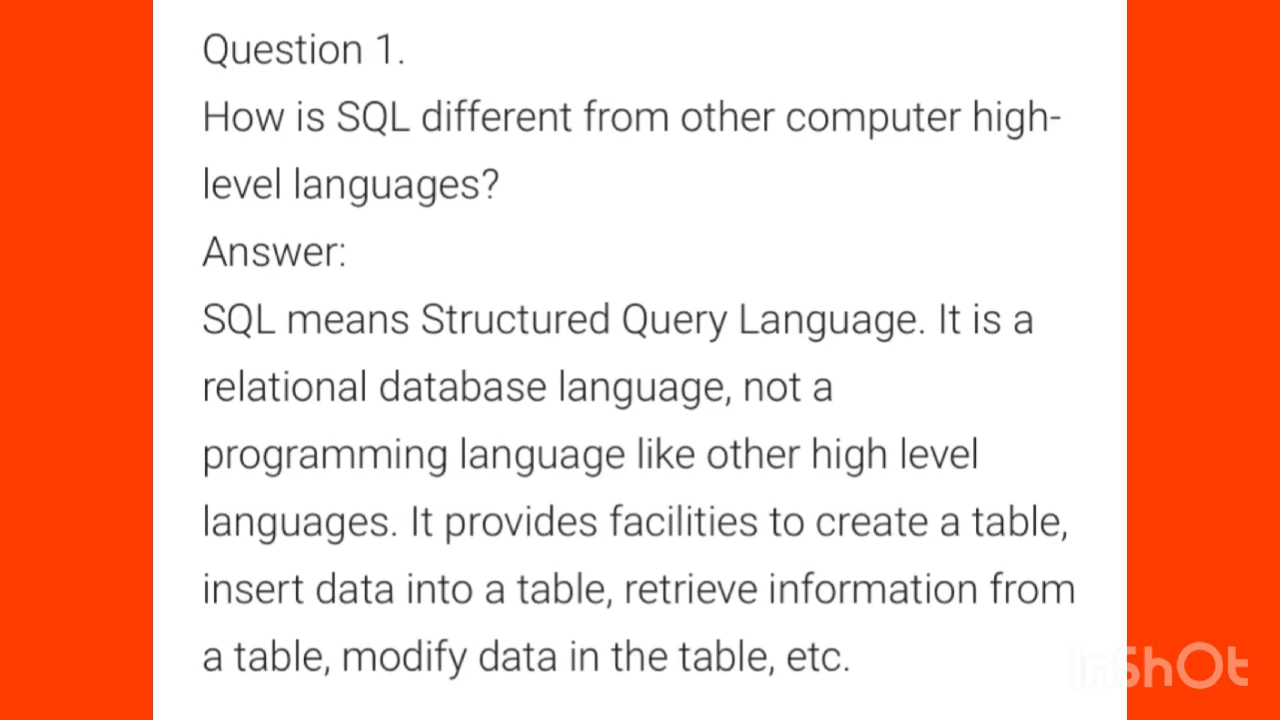 Question 1.
How is SQL different from other computer high-
level languages?
Answer:
SQL means Structured Query Language. It is a
relational database language, not a
programming language like other high level
languages. It provides facilities to create a table,
insert data into a table, retrieve information from
a table, modify data in the table, etc.
InShOt